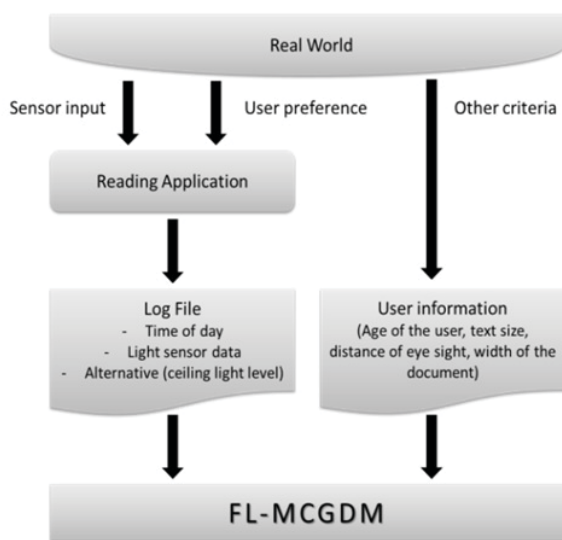 Real World
Sensor input
User preference
Other criteria
Reading Application
Log File
- Time of day
- Light sensor data
- Alternative (ceiling light level)
User information
(Age of the user, text size,
distance of eye sight, width of the
document)
FL-MCGDM